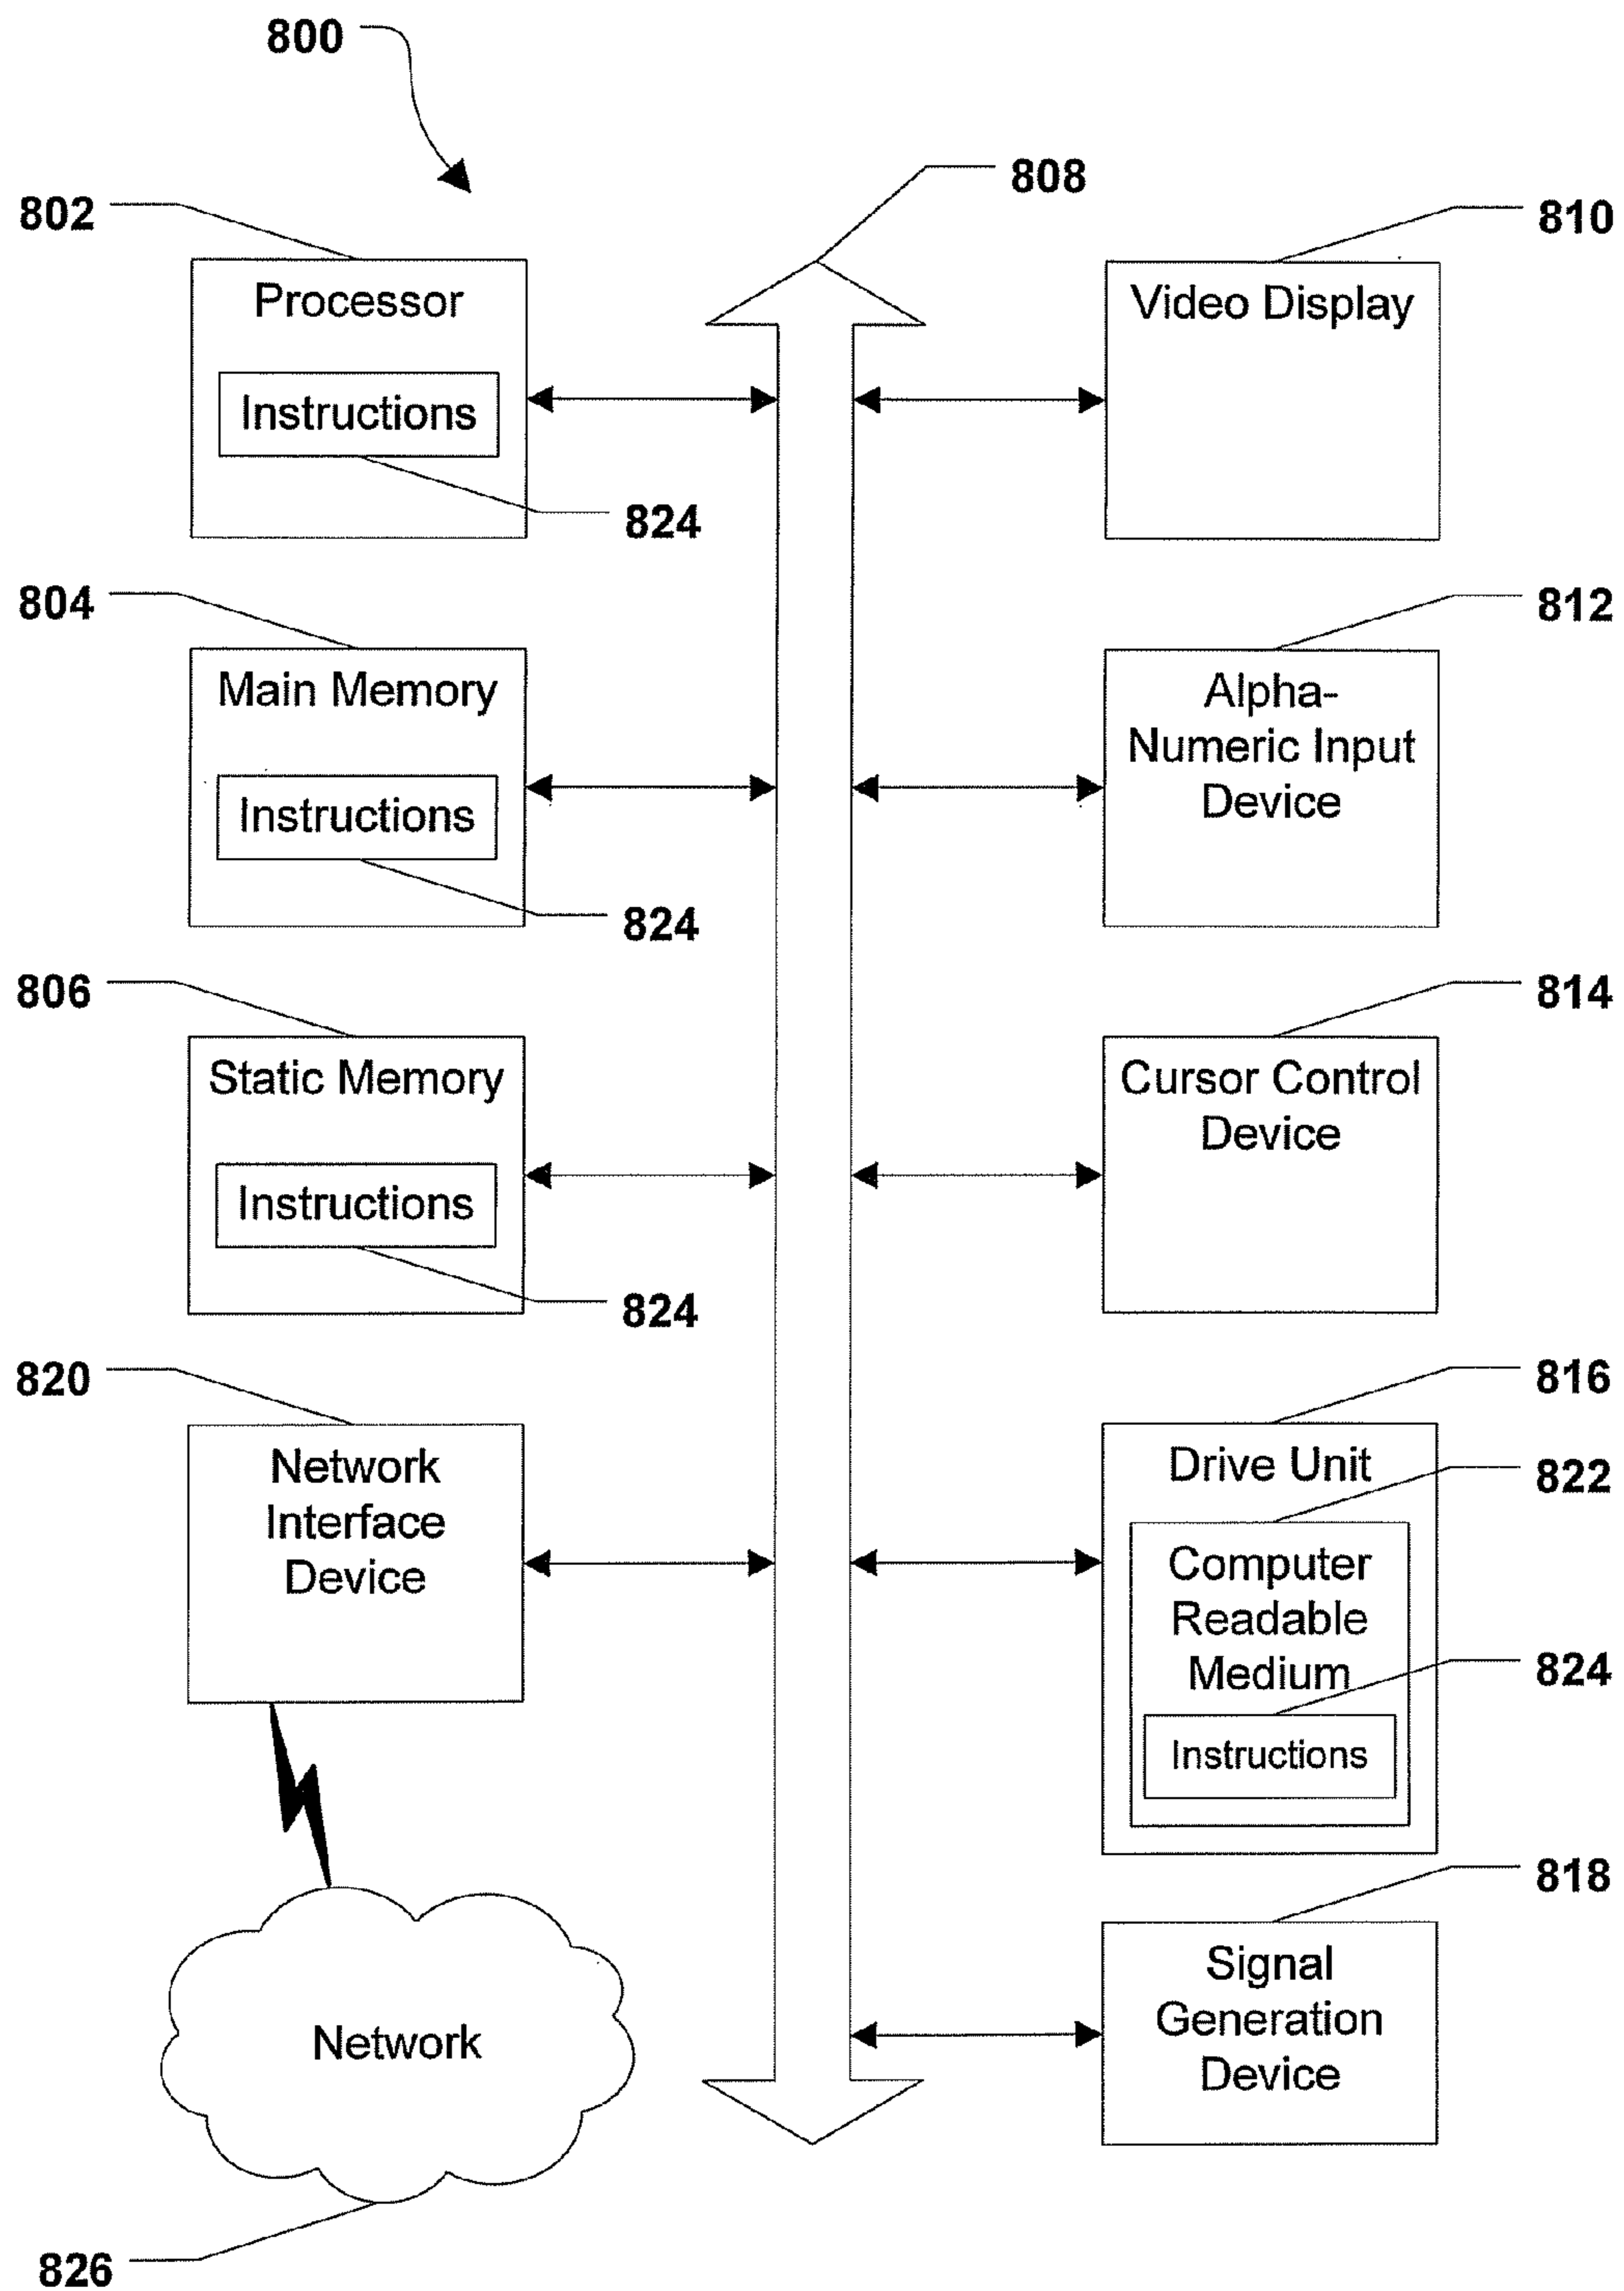 800
808
802
810
Processor
Video Display
Instructions
824
804
812
Main Memory
Alpha-
Numeric Input
Device
Instructions
824
806
814
Static Memory
Cursor Control
Device
Instructions
824
820
816
Network
Interface
Device
Drive Unit
822
Computer
Readable
Medium
824
Instructions
818
Signal
Generation
Device
Network
826